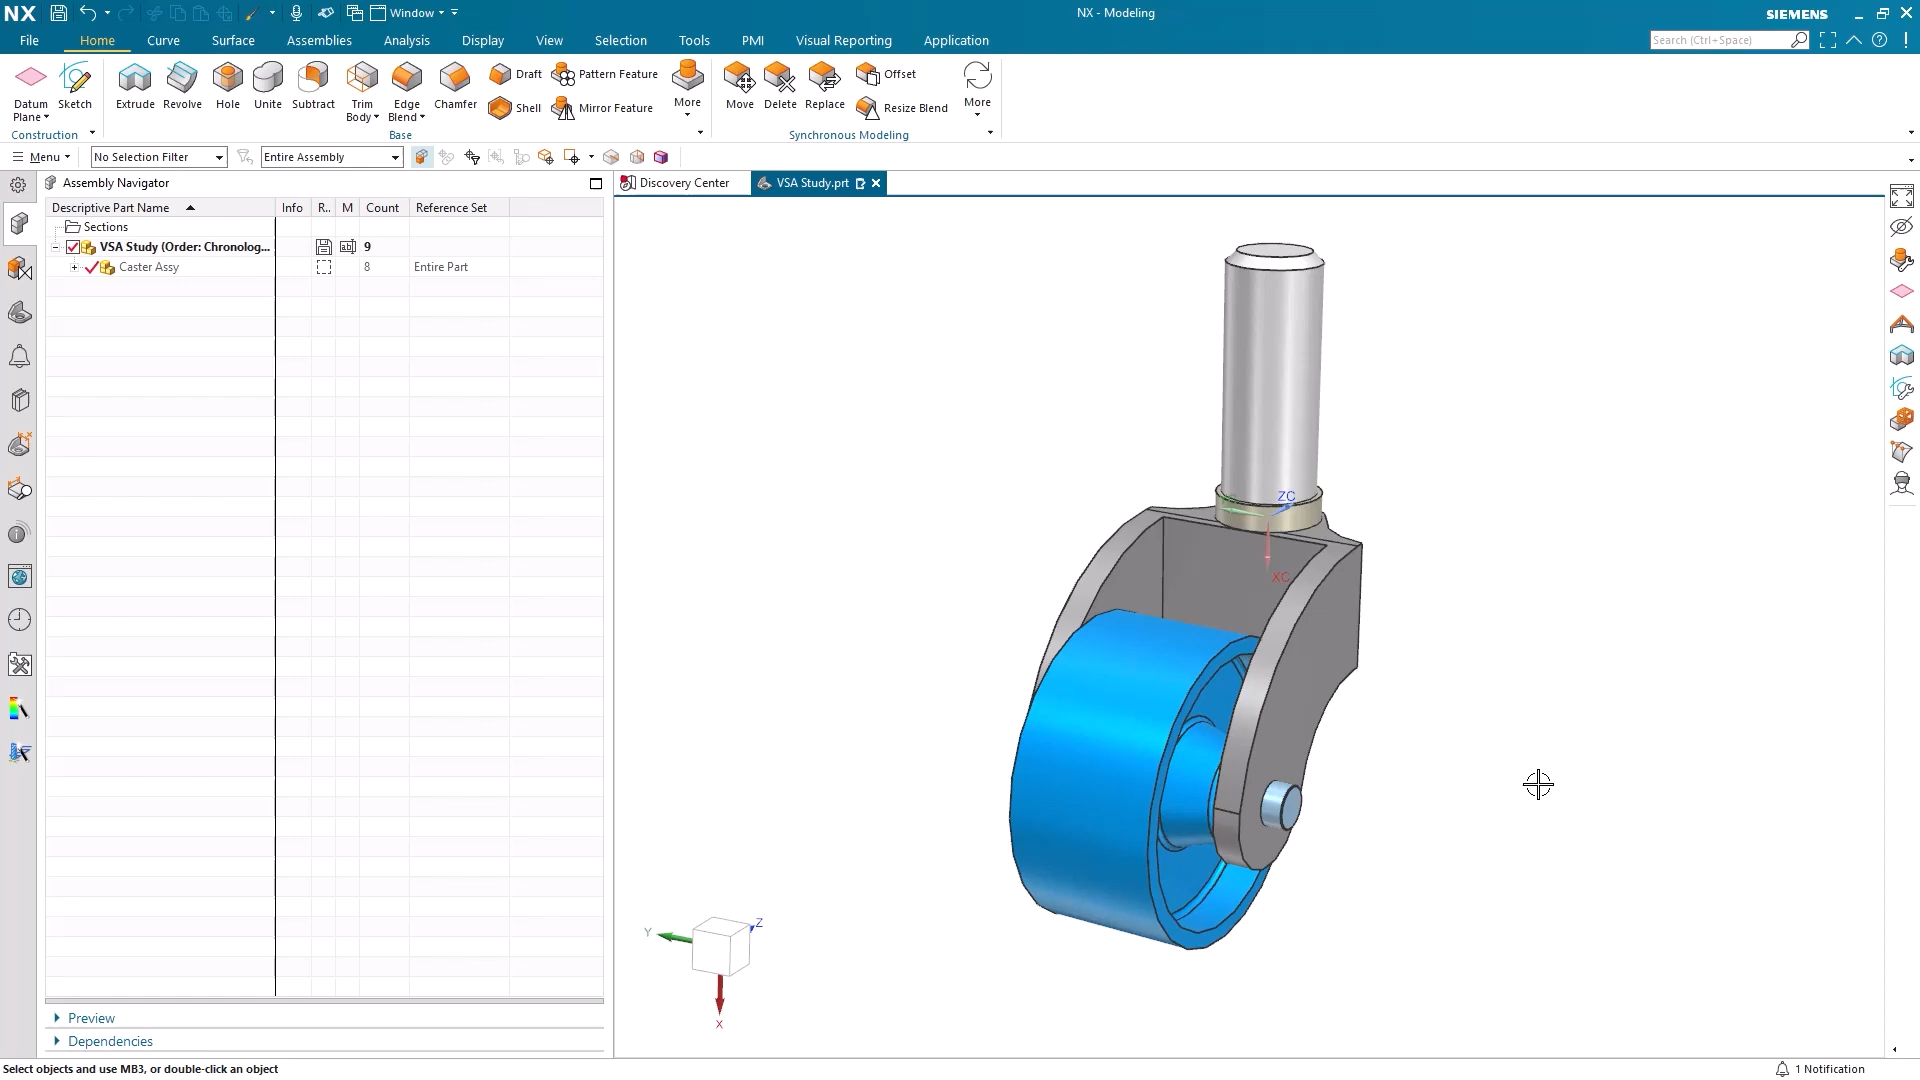 NX
Window
NX - Modeling
SIEMENS
File
Home
Curve
Surface
Assemblies
Analysis
Display
View
Selection
Tools
PMI
Visual Reporting
Application
Search (Ctrl+Space)
Datum Plane
Sketch
Extrude
Revolve
Hole
Unite
Subtract
Trim Body
Edge Blend
Chamfer
Draft
Shell
Pattern Feature
Mirror Feature
More
Move
Delete
Replace
Offset
Resize Blend
More
Construction
Base
Synchronous Modeling
Menu
No Selection Filter
Entire Assembly
Assembly Navigator
Discovery Center
VSA Study.prt
Descriptive Part Name
Info
R..
M
Count
Reference Set
Sections
VSA Study (Order: Chronolog...
9
Caster Assy
8
Entire Part
ZC
XC
Z
Y
X
Preview
Dependencies
Select objects and use MB3, or double-click an object
1 Notification